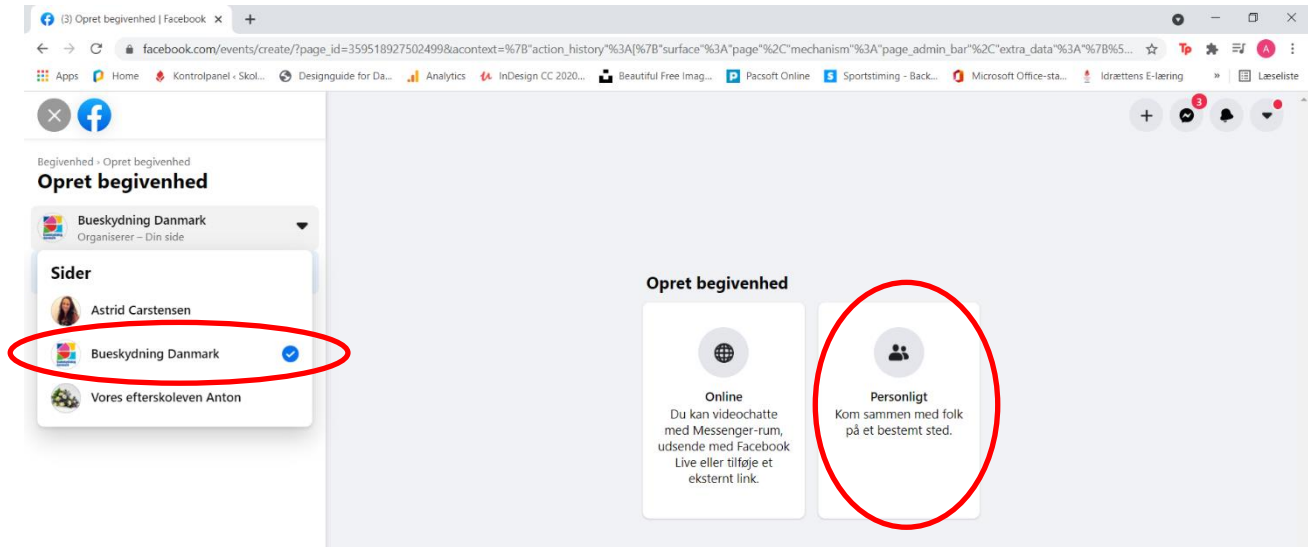 (3) Opret begivenhed | Facebook
facebook.com/events/create/?page_id=359518927502499&acontext=%7B"action_history"%3A[%7B"surface"%3A"page"%2C"mechanism"%3A"page_admin_bar"%2C"extra_data"%3A"%7B%5...
Apps Home Kontrolpanel ‹ Skol... Designguide for Da... Analytics InDesign CC 2020... Beautiful Free Imag... Pacsoft Online Sportstiming - Back... Microsoft Office-sta... Idrættens E-læring » Læseliste
Tp
A
3
Begivenhed › Opret begivenhed
Opret begivenhed
Bueskydning Danmark
Organiserer – Din side
Sider
Astrid Carstensen
Bueskydning Danmark
Vores efterskoleven Anton
Opret begivenhed
Online
Du kan videochatte
med Messenger-rum,
udsende med Facebook
Live eller tilføje et
eksternt link.
Personligt
Kom sammen med folk
på et bestemt sted.